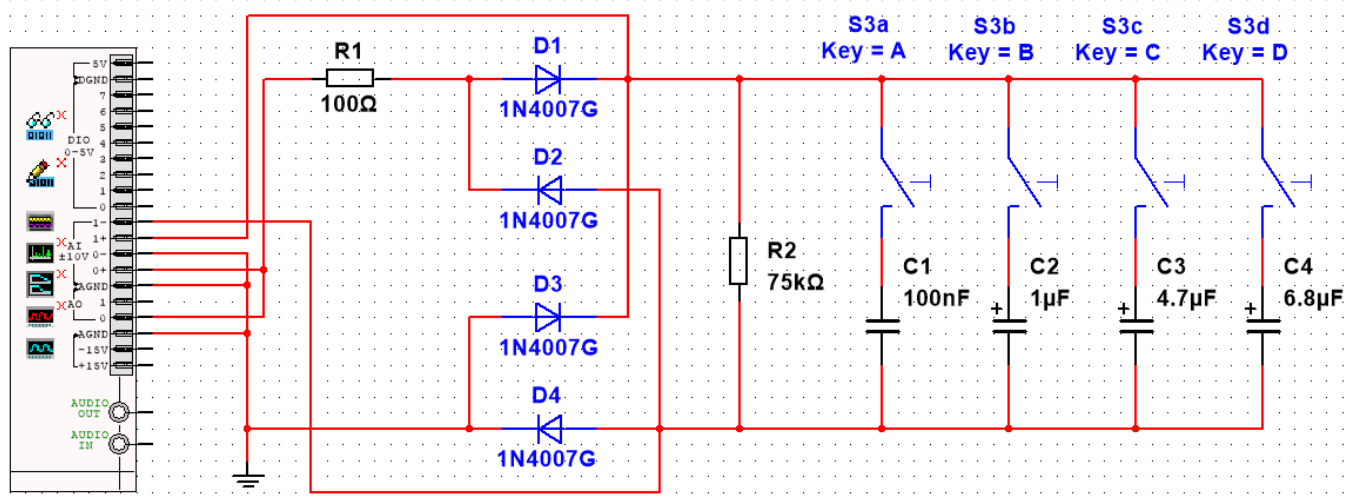 5V
DGND
7
6
5
DIO 4
0-5V 3
2
1
0
1-
AI 1+
±10V 0-
0+
AGND
AO 1
0
AGND
-15V
+15V
AUDIO
OUT
AUDIO
IN
R1
100Ω
D1
1N4007G
D2
1N4007G
D3
1N4007G
D4
1N4007G
R2
75kΩ
S3a
Key = A
S3b
Key = B
S3c
Key = C
S3d
Key = D
C1
100nF
C2
1µF
+
C3
4.7µF
+
C4
6.8µF
+